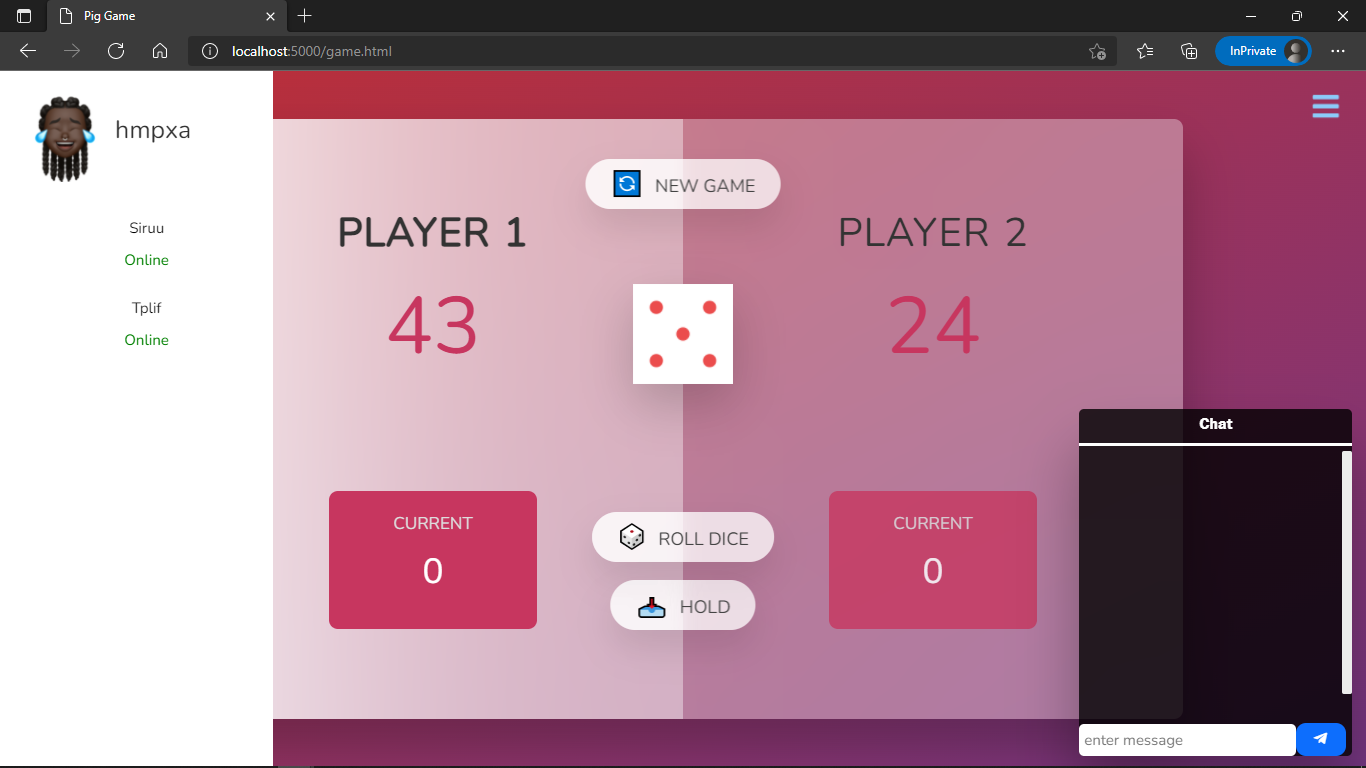 Pig Game
localhost:5000/game.html
InPrivate
hmpxa
Siruu
Online
Tplif
Online
NEW GAME
PLAYER 1
43
PLAYER 2
24
CURRENT
0
ROLL DICE
HOLD
CURRENT
0
Chat
enter message